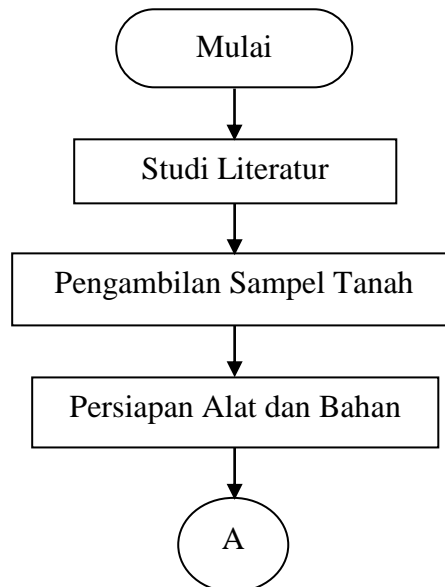 Mulai
Studi Literatur
Pengambilan Sampel Tanah
Persiapan Alat dan Bahan
A